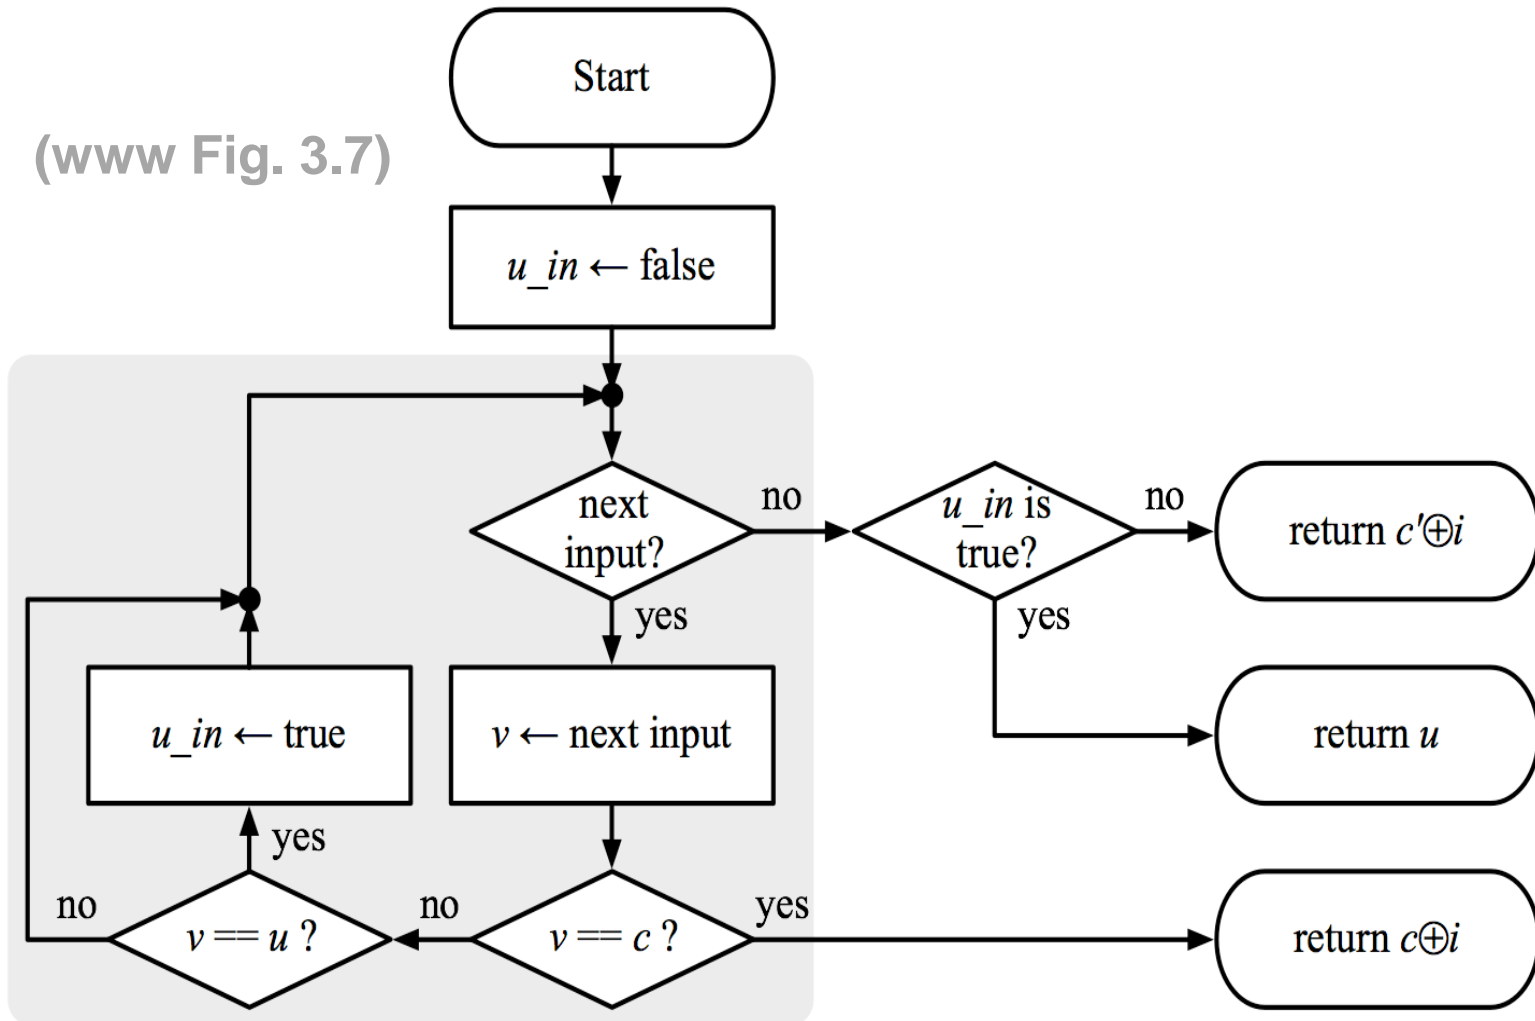 Start
(www Fig. 3.7)
u_in ← false
next
input?
no
u_in is
true?
no
return c'⊕i
yes
yes
u_in ← true
v ← next input
return u
yes
no
v == u ?
no
v == c ?
yes
return c⊕i